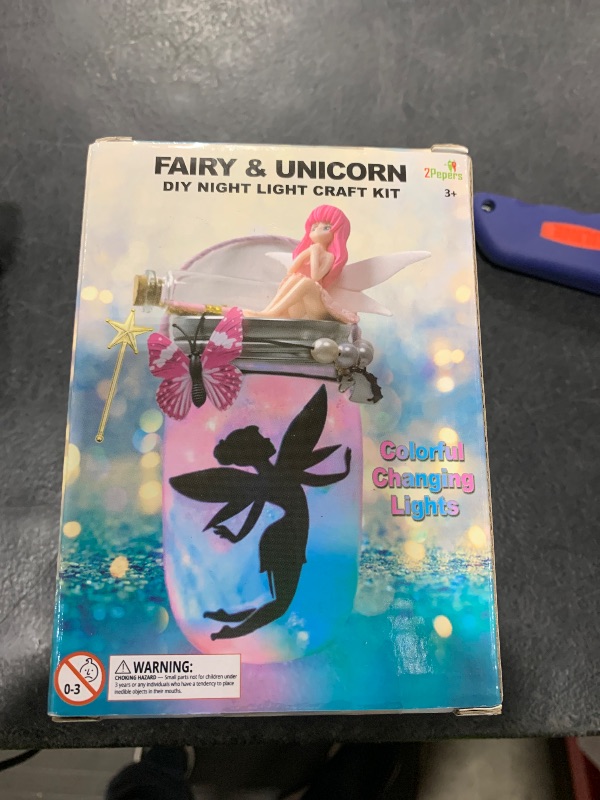 FAIRY & UNICORN
DIY NIGHT LIGHT CRAFT KIT
2Pepers
3+
Colorful
Changing
Lights
0-3
WARNING:
CHOKING HAZARD — Small parts not for children under
3 years or any individuals who have a tendency to place
inedible objects in their mouths.